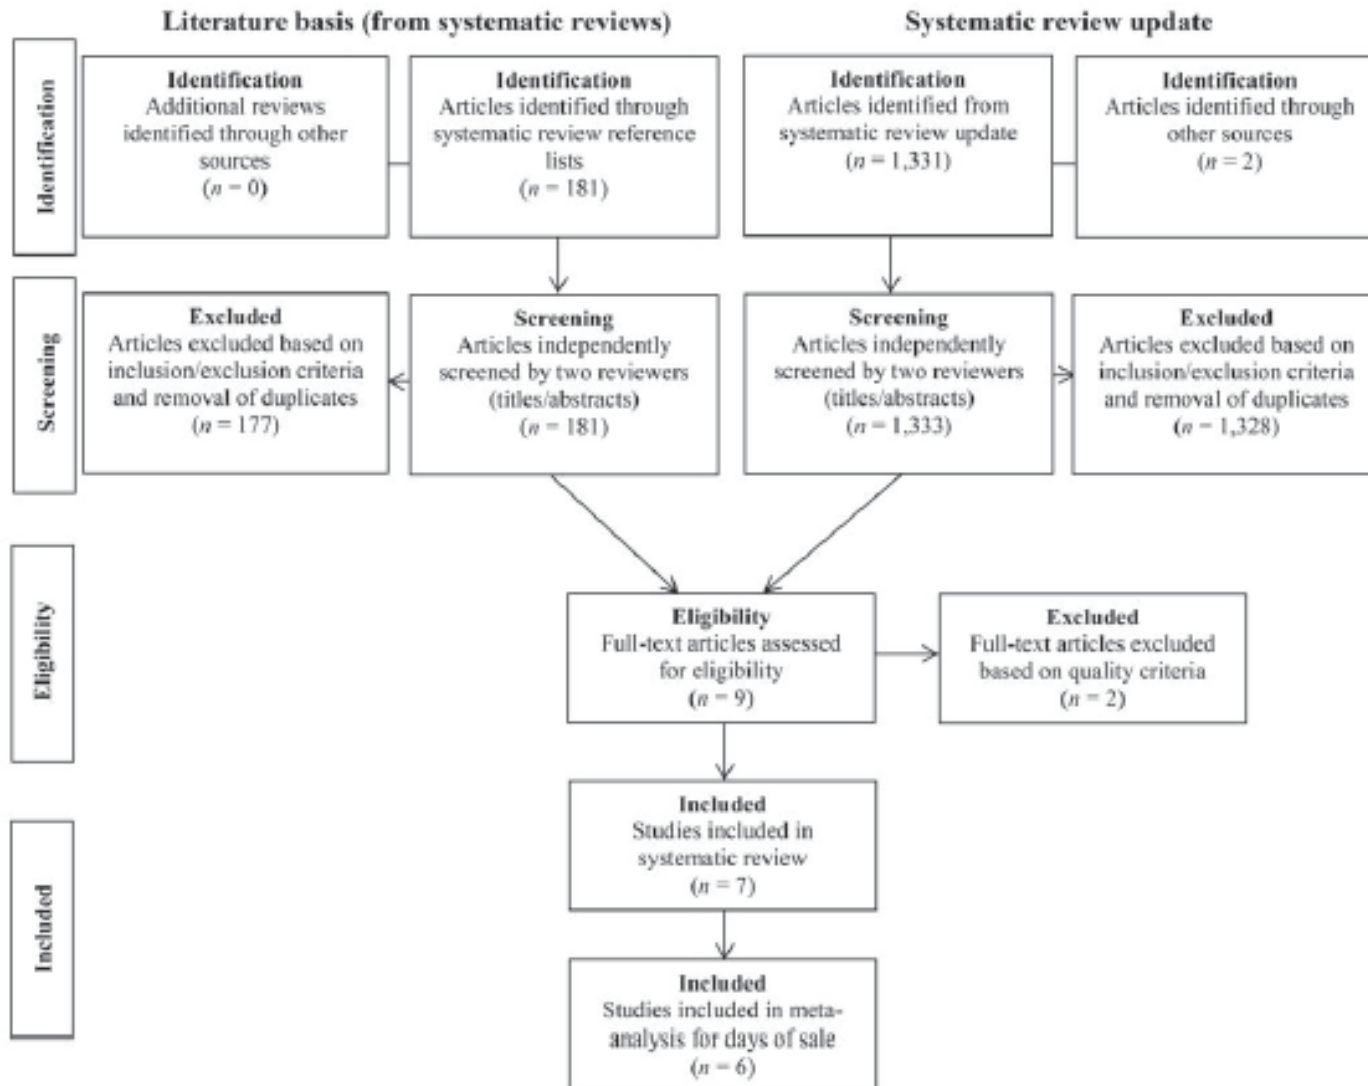 Literature basis (from systematic reviews)
Systematic review update
Identification
Identification
Additional reviews
identified through other
sources
(n = 0)
Identification
Articles identified through
systematic review reference
lists
(n = 181)
Identification
Articles identified from
systematic review update
(n = 1,331)
Identification
Articles identified through
other sources
(n = 2)
Screening
Excluded
Articles excluded based on
inclusion/exclusion criteria
and removal of duplicates
(n = 177)
Screening
Articles independently
screened by two reviewers
(titles/abstracts)
(n = 181)
Screening
Articles independently
screened by two reviewers
(titles/abstracts)
(n = 1,333)
Excluded
Articles excluded based on
inclusion/exclusion criteria
and removal of duplicates
(n = 1,328)
Eligibility
Eligibility
Full-text articles assessed
for eligibility
(n = 9)
Excluded
Full-text articles excluded
based on quality criteria
(n = 2)
Included
Included
Studies included in
systematic review
(n = 7)
Included
Studies included in meta-
analysis for days of sale
(n = 6)